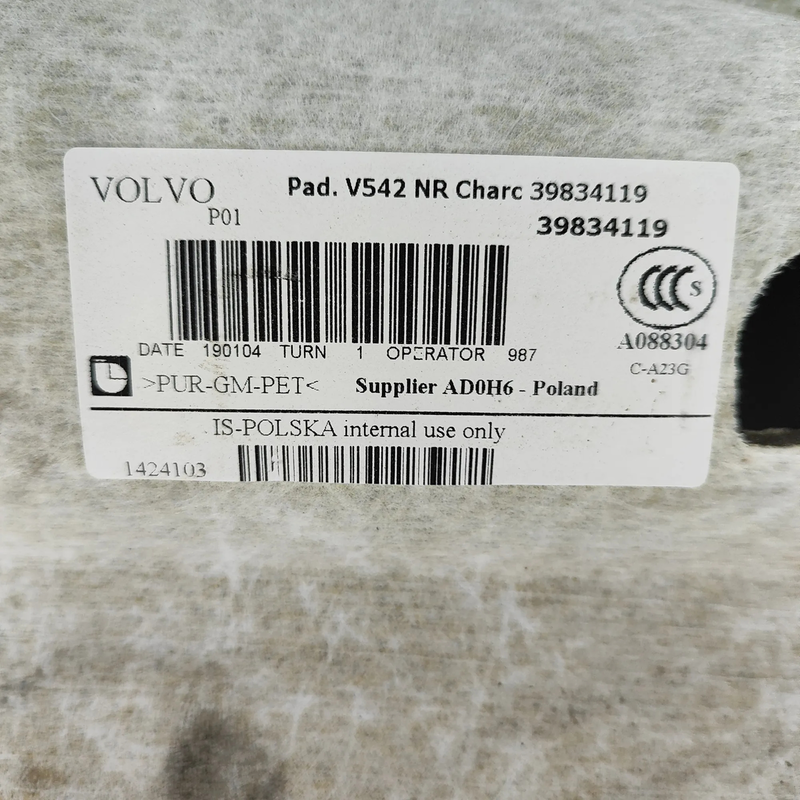 VOLVO
P01
Pad. V542 NR Charc 39834119
39834119
CCC S
A088304
C-A23G
DATE 190104 TURN 1 OPERATOR 987
>PUR-GM-PET< Supplier AD0H6 - Poland
IS-POLSKA internal use only
1424103